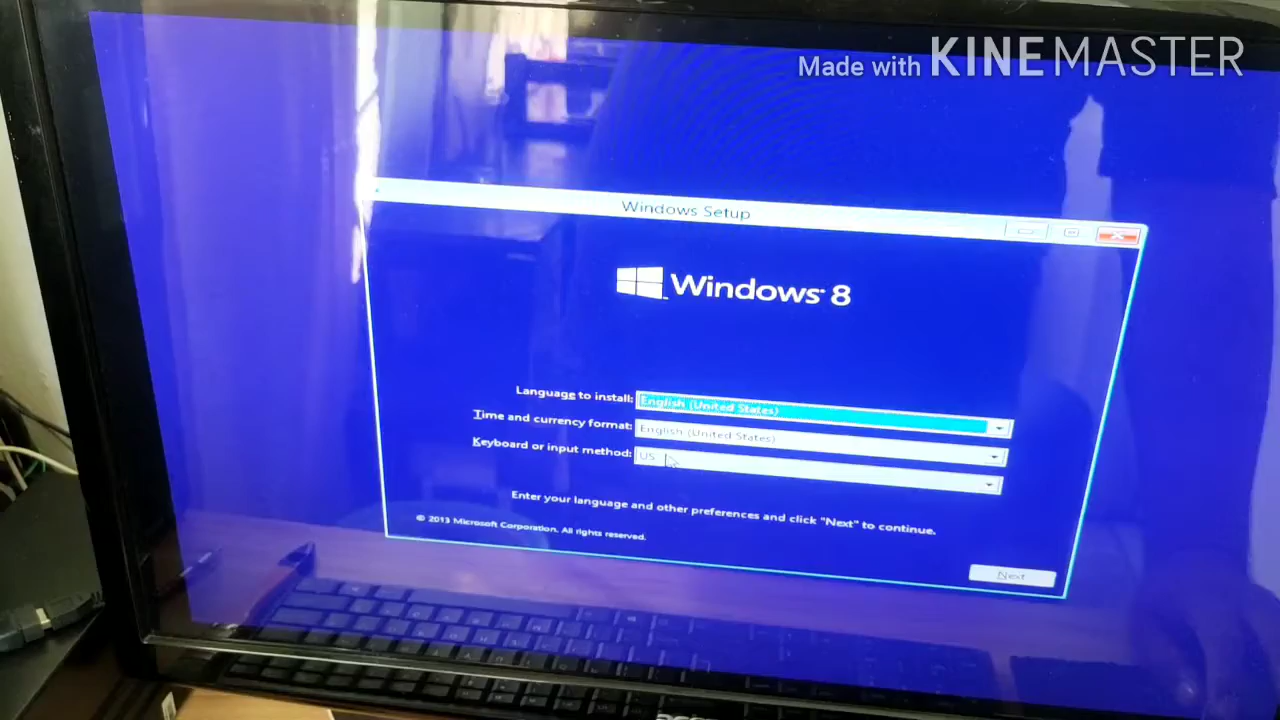 Made with KINEMASTER
Windows Setup
Windows 8
Language to install: English (United States)
Time and currency format: English (United States)
Keyboard or input method: US
Enter your language and other preferences and click "Next" to continue.
© 2013 Microsoft Corporation. All rights reserved.
Next